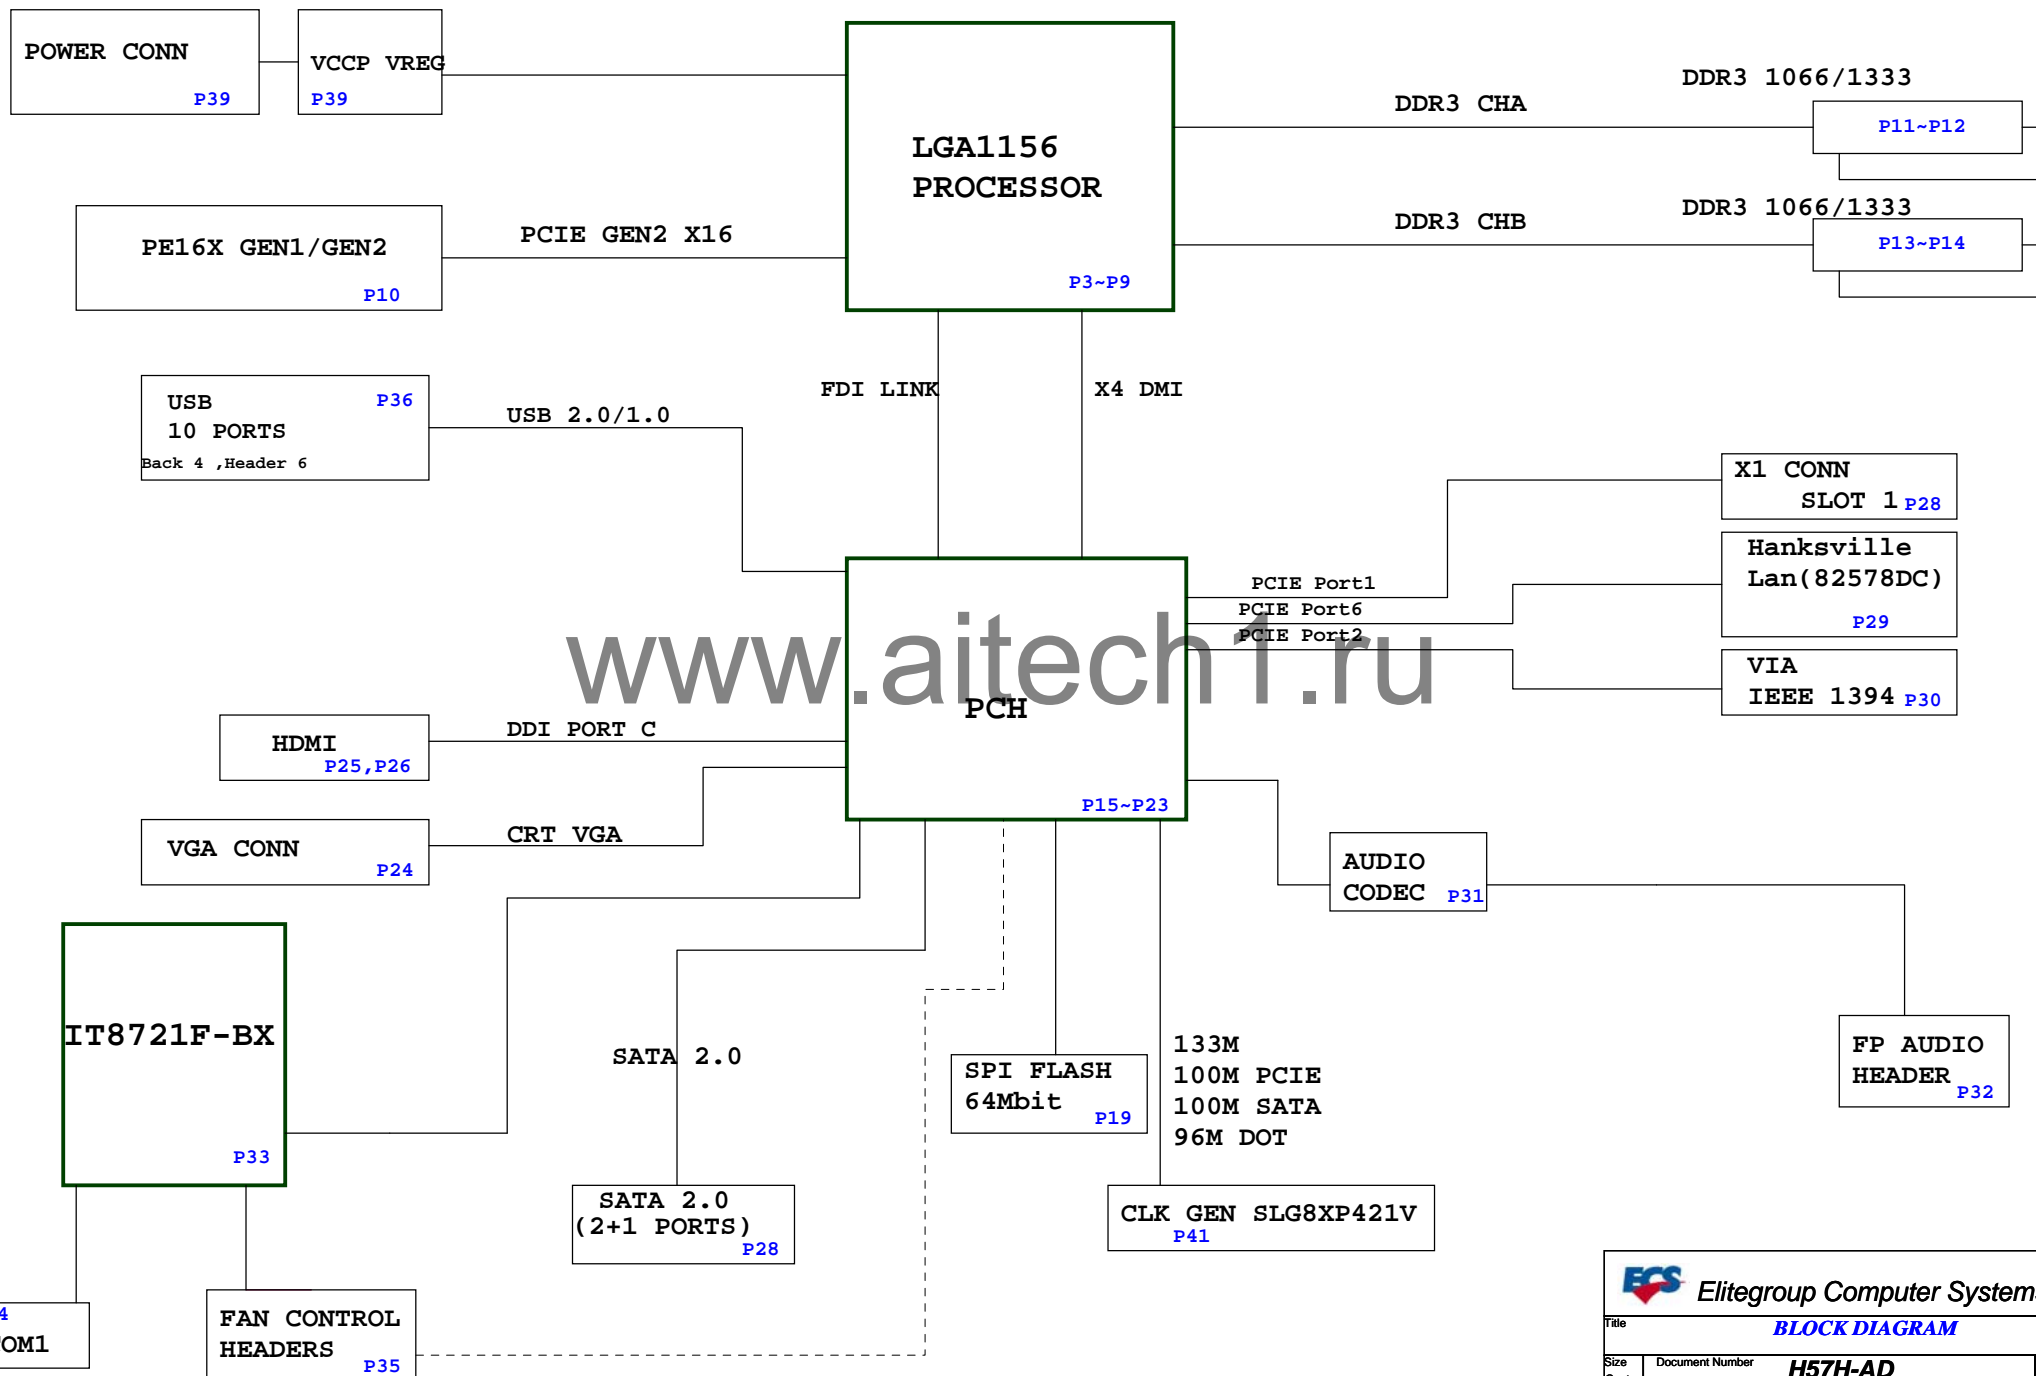 POWER CONN
P39
VCCP VREG
P39
LGA1156
PROCESSOR
P3~P9
DDR3 CHA
DDR3 1066/1333
P11~P12
DDR3 CHB
DDR3 1066/1333
P13~P14
PE16X GEN1/GEN2
P10
PCIE GEN2 X16
FDI LINK
X4 DMI
USB
P36
10 PORTS
Back 4 ,Header 6
USB 2.0/1.0
X1 CONN
SLOT 1 P28
Hanksville
Lan(82578DC)
P29
VIA
IEEE 1394 P30
PCIE Port1
PCIE Port6
PCIE Port2
www.aitech1.ru
PCH
P15~P23
HDMI
P25,P26
DDI PORT C
VGA CONN
P24
CRT VGA
AUDIO
CODEC P31
IT8721F-BX
P33
SATA 2.0
SPI FLASH
64Mbit
P19
133M
100M PCIE
100M SATA
96M DOT
FP AUDIO
HEADER P32
SATA 2.0
(2+1 PORTS)
P28
CLK GEN SLG8XP421V
P41
FAN CONTROL
HEADERS
P35
ECS Elitegroup Computer Systems
Title
BLOCK DIAGRAM
Size
Document Number
H57H-AD